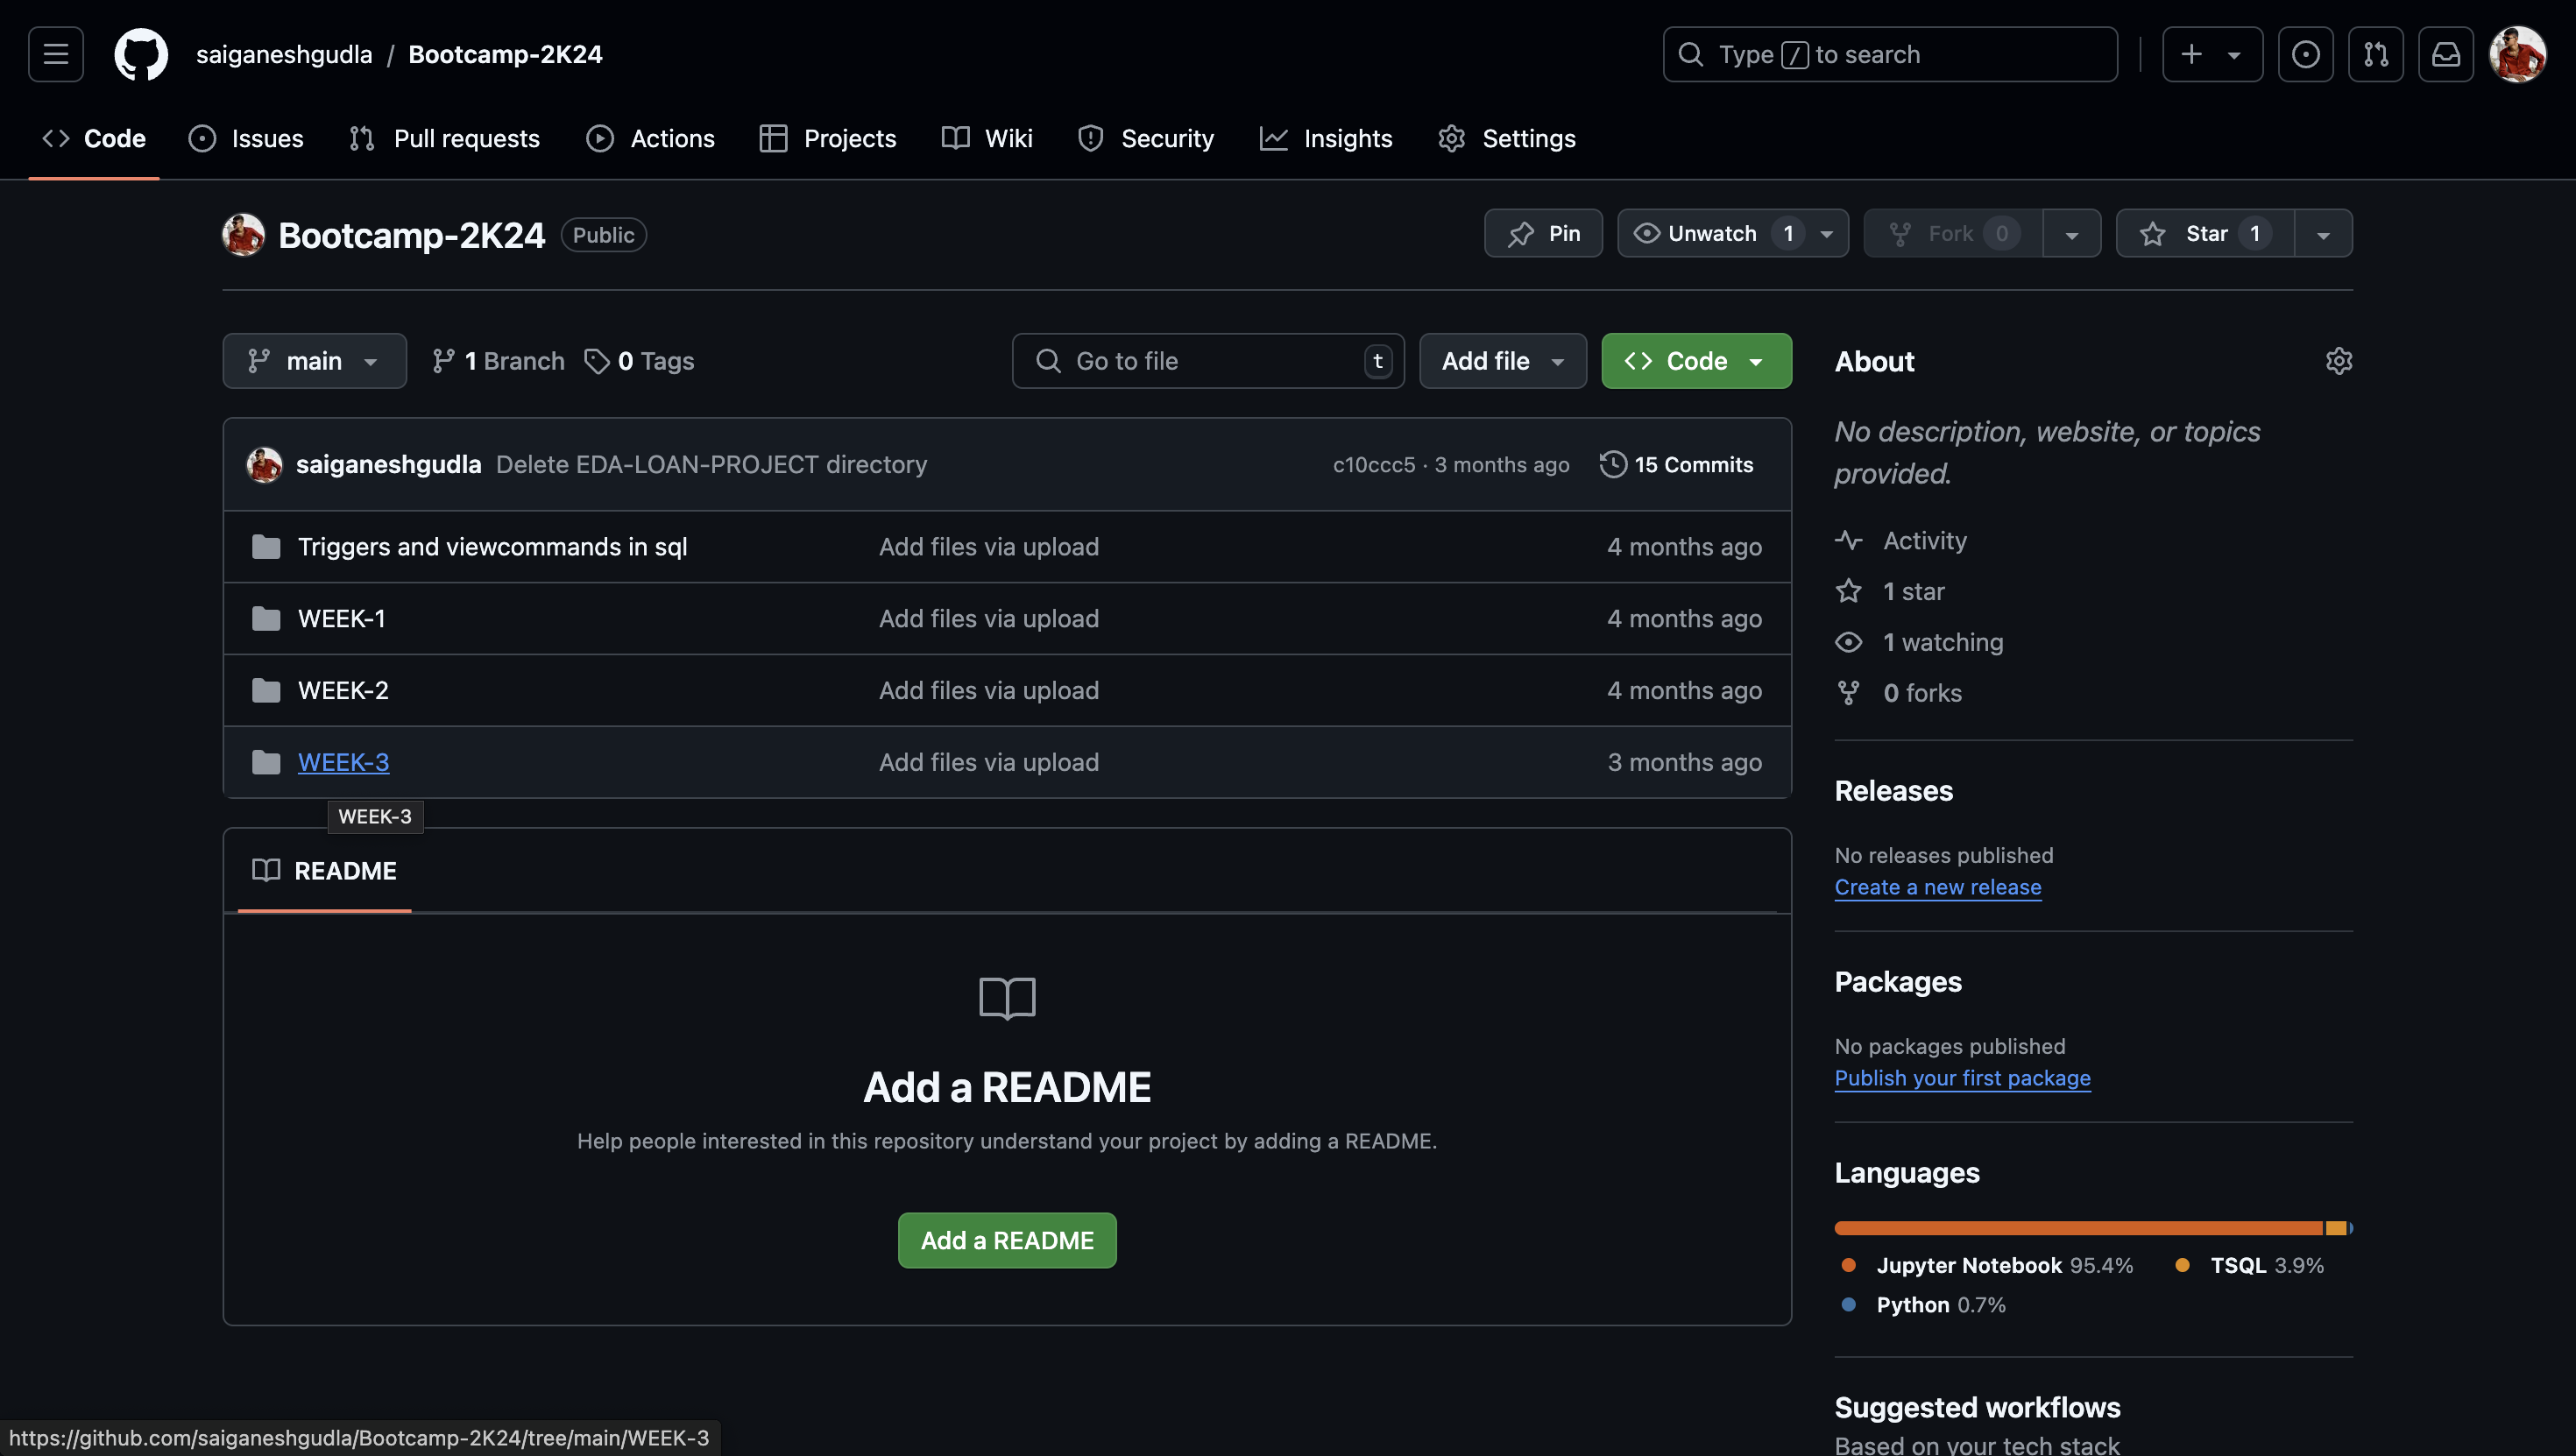 saiganeshgudla / Bootcamp-2K24
Type / to search
Code Issues Pull requests Actions Projects Wiki Security Insights Settings
Bootcamp-2K24 Public
Pin Unwatch 1 Fork 0 Star 1
main 1 Branch 0 Tags Go to file t Add file Code
saiganeshgudla Delete EDA-LOAN-PROJECT directory c10ccc5 · 3 months ago 15 Commits
Triggers and viewcommands in sql Add files via upload 4 months ago
WEEK-1 Add files via upload 4 months ago
WEEK-2 Add files via upload 4 months ago
WEEK-3 Add files via upload 3 months ago
WEEK-3
README
Add a README
Help people interested in this repository understand your project by adding a README.
Add a README
About
No description, website, or topics
provided.
Activity
1 star
1 watching
0 forks
Releases
No releases published
Create a new release
Packages
No packages published
Publish your first package
Languages
Jupyter Notebook 95.4% TSQL 3.9%
Python 0.7%
Suggested workflows
Based on your tech stack
https://github.com/saiganeshgudla/Bootcamp-2K24/tree/main/WEEK-3